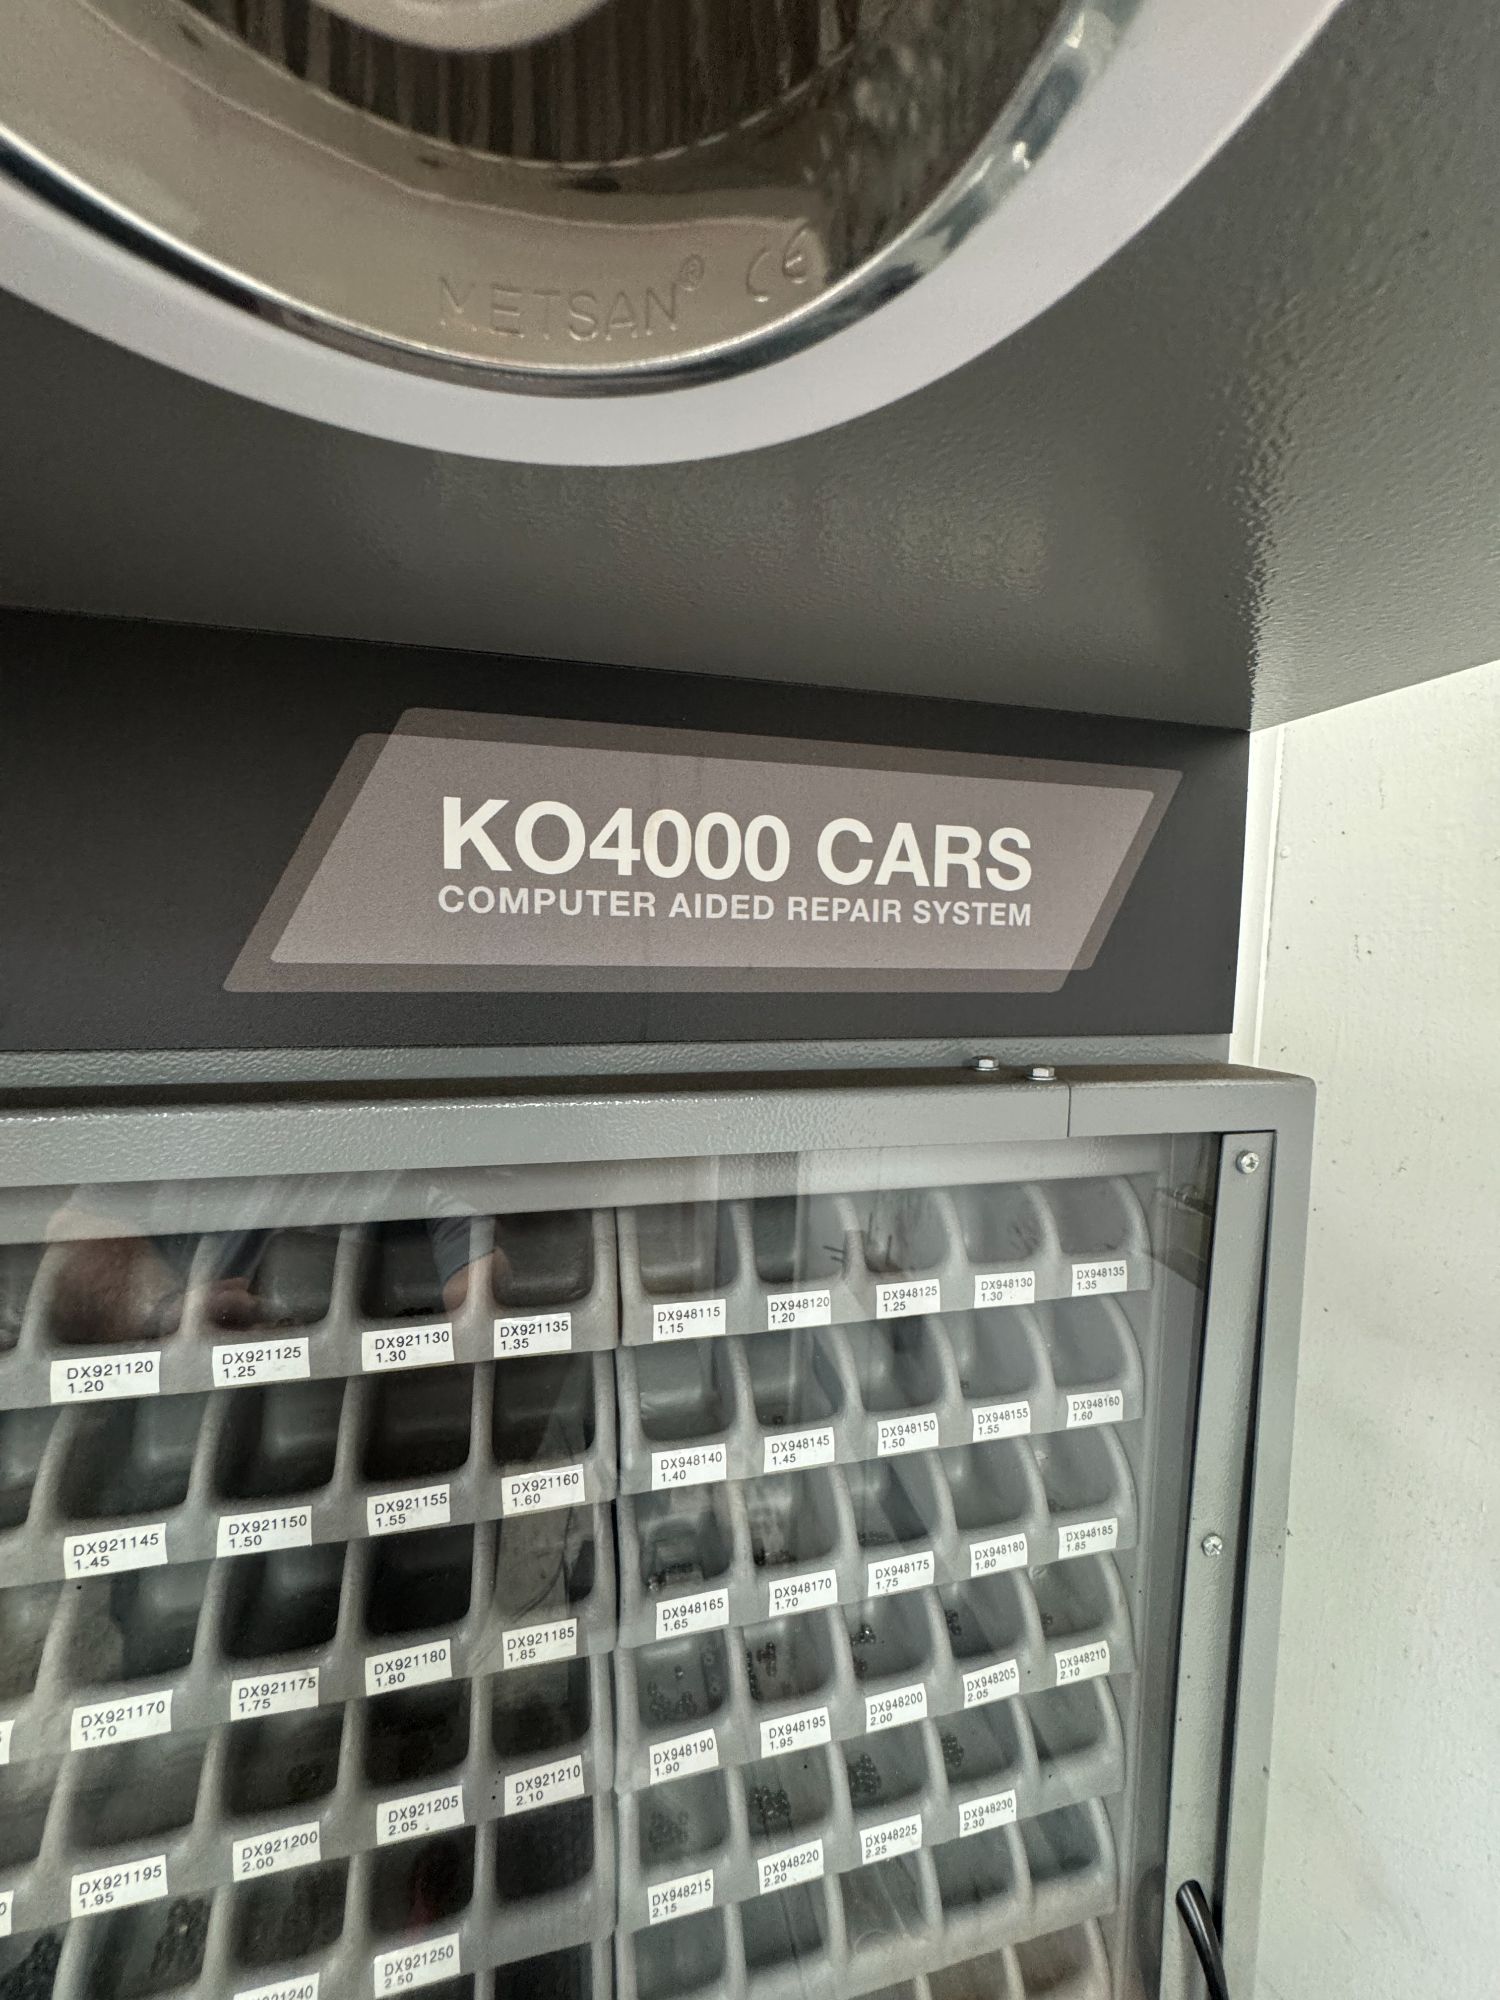 METSAN® CE
KO4000 CARS
COMPUTER AIDED REPAIR SYSTEM
DX921120
1.20
DX921125
1.25
DX921130
1.30
DX921135
1.35
DX948115
1.15
DX948120
1.20
DX948125
1.25
DX948130
1.30
DX948135
1.35
DX921145
1.45
DX921150
1.50
DX921155
1.55
DX921160
1.60
DX948140
1.40
DX948145
1.45
DX948150
1.50
DX948155
1.55
DX948160
1.60
DX921170
1.70
DX921175
1.75
DX921180
1.80
DX921185
1.85
DX948165
1.65
DX948170
1.70
DX948175
1.75
DX948180
1.80
DX948185
1.85
DX921195
1.95
DX921200
2.00
DX921205
2.05
DX921210
2.10
DX948190
1.90
DX948195
1.95
DX948200
2.00
DX948205
2.05
DX948210
2.10
DX921250
2.50
DX948215
2.15
DX948220
2.20
DX948225
2.25
DX948230
2.30